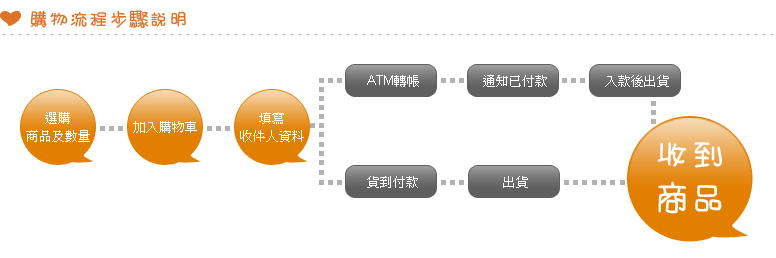 購物流程步驟說明
選購
商品及數量
加入購物車
填寫
收件人資料
ATM轉帳
通知已付款
入款後出貨
貨到付款
出貨
收到
商品